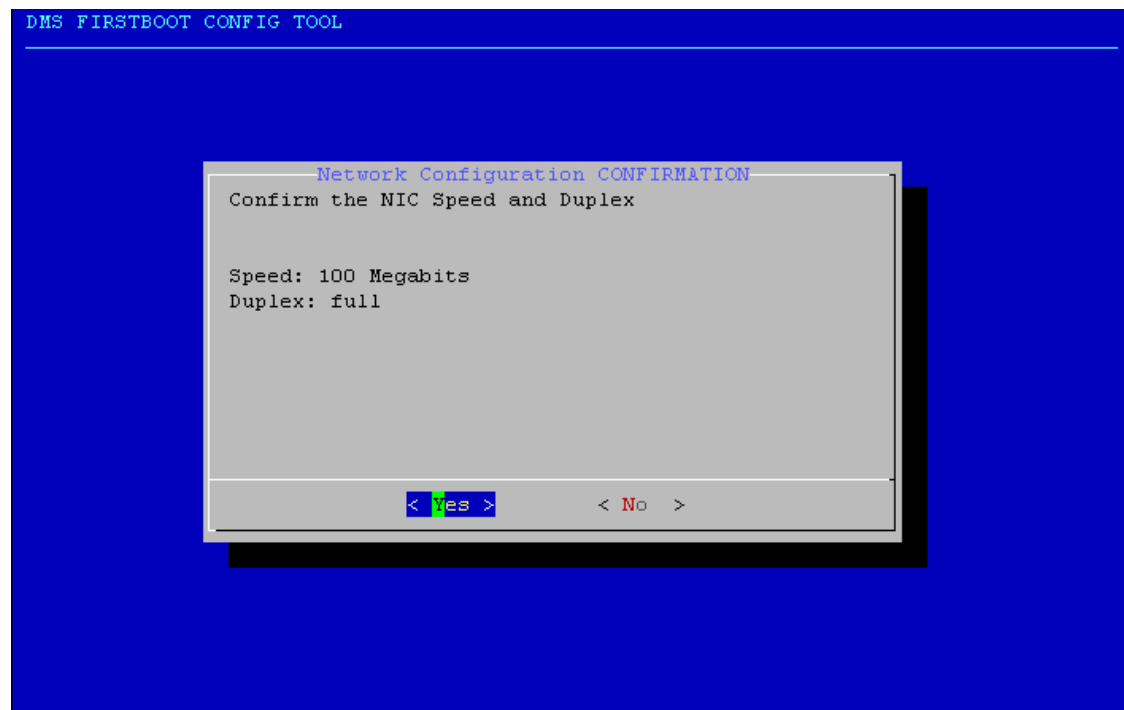 DMS FIRSTBOOT CONFIG TOOL
Network Configuration CONFIRMATION
Confirm the NIC Speed and Duplex
Speed: 100 Megabits
Duplex: full
< Yes > < No >